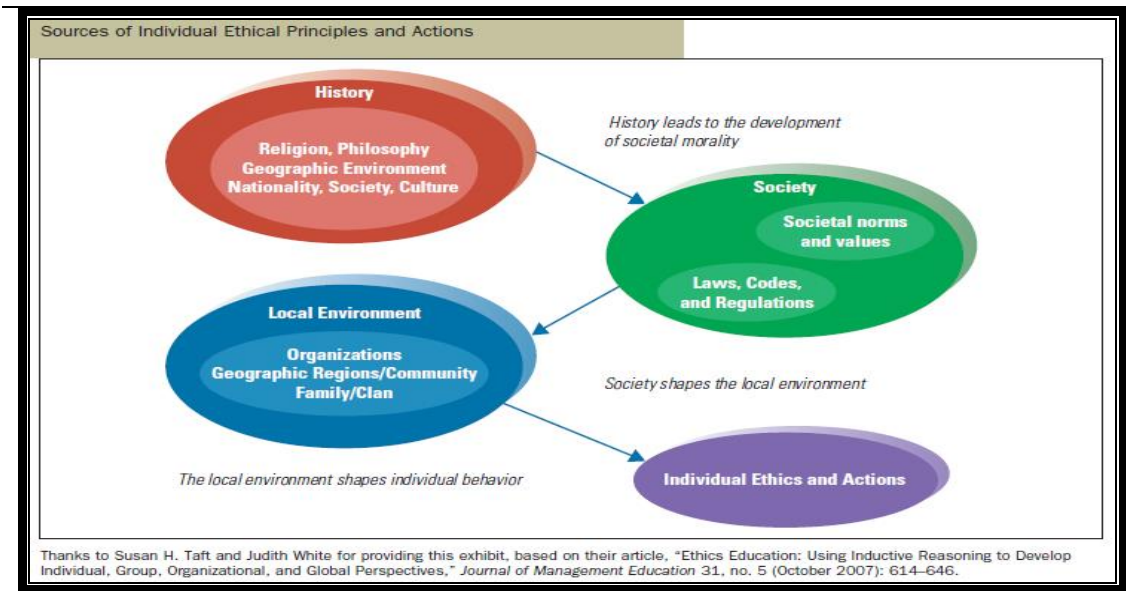 Sources of Individual Ethical Principles and Actions
History
Religion, Philosophy
Geographic Environment
Nationality, Society, Culture
History leads to the development
of societal morality
Society
Societal norms
and values
Laws, Codes,
and Regulations
Local Environment
Organizations
Geographic Regions/Community
Family/Clan
Society shapes the local environment
The local environment shapes individual behavior
Individual Ethics and Actions
Thanks to Susan H. Taft and Judith White for providing this exhibit, based on their article, “Ethics Education: Using Inductive Reasoning to Develop
Individual, Group, Organizational, and Global Perspectives,” Journal of Management Education 31, no. 5 (October 2007): 614–646.